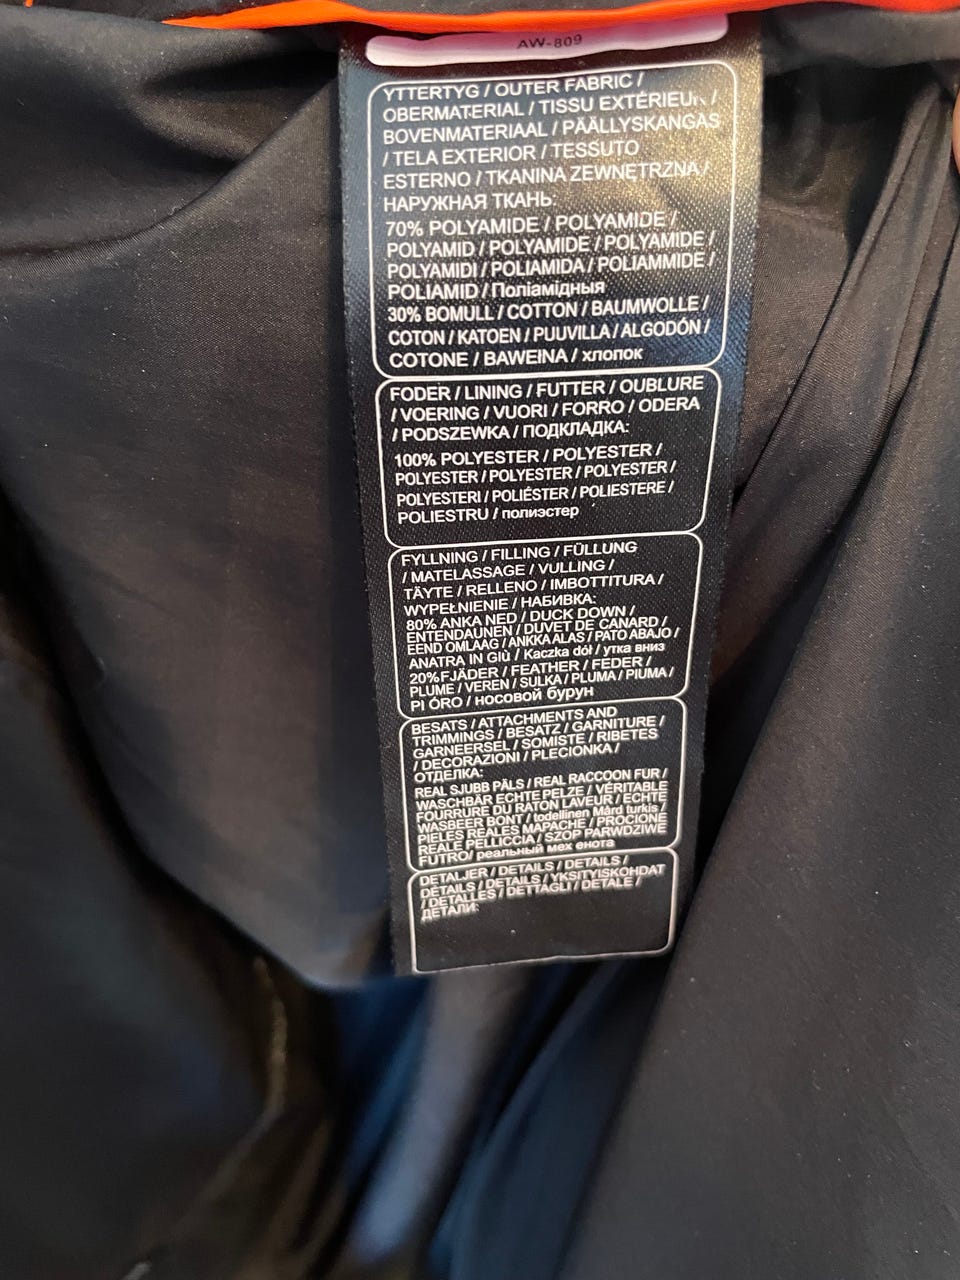 AW-809
YTTERTYG / OUTER FABRIC /
OBERMATERIAL / TISSU EXTÉRIEUR /
BOVENMATERIAAL / PÄÄLLYSKANGAS
/ TELA EXTERIOR / TESSUTO
ESTERNO / TKANINA ZEWNĘTRZNA /
НАРУЖНАЯ ТКАНЬ:
70% POLYAMIDE / POLYAMIDE /
POLYAMID / POLYAMIDE / POLYAMIDE /
POLYAMIDI / POLIAMIDA / POLIAMMIDE /
POLIAMID / Поліамідныя
30% BOMULL / COTTON / BAUMWOLLE /
COTON / KATOEN / PUUVILLA / ALGODÓN /
COTONE / BAWEINA / хлопок
FODER / LINING / FUTTER / OUBLURE
/ VOERING / VUORI / FORRO / ODERA
/ PODSZEWKA / ПОДКЛАДКА:
100% POLYESTER / POLYESTER /
POLYESTER / POLYESTER / POLYESTER /
POLYESTERI / POLIÉSTER / POLIESTERE /
POLIESTRU / полиэстер
FYLLNING / FILLING / FÜLLUNG
/ MATELASSAGE / VULLING /
TÄYTE / RELLENO / IMBOTTITURA /
WYPEŁNIENIE / НАБИВКА:
80% ANKA NED / DUCK DOWN /
ENTENDAUNEN / DUVET DE CANARD /
EEND OMLAAG / ANKKA ALAS / PATO ABAJO /
ANATRA IN GIÙ / Kaczka dół / утка вниз
20% FJÄDER / FEATHER / FEDER /
PLUME / VEREN / SULKA / PLUMA / PIUMA /
PI ÓRO / носовой бурун
BESATS / ATTACHMENTS AND
TRIMMINGS / BESATZ / GARNITURE /
GARNEERSEL / SOMISTE / RIBETES
/ DECORAZIONI / PLECIONKA /
ОТДЕЛКА:
REAL SJUBB PÄLS / REAL RACCOON FUR /
WASCHBÄR ECHTE PELZE / VÉRITABLE
FOURRURE DU RATON LAVEUR / ECHTE
WASBEER BONT / todellinen Mård turkis /
PIELES REALES MAPACHE / PROCIONE
REALE PELLICCIA / SZOP PARWDZIWE
FUTRO/ реальный мех енота
DETALJER / DETAILS / DETAILS /
DÉTAILS / DETAILS / YKSITYISKOHDAT
/ DETALLES / DETTAGLI / DETALE /
ДЕТАЛИ: